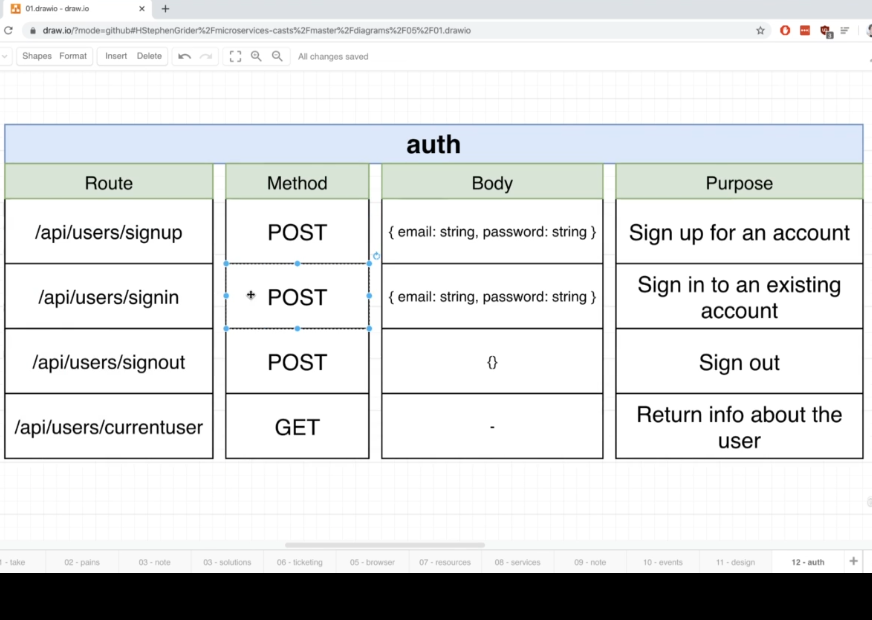 01.drawio - draw.io
draw.io/?mode=github#HStephenGrider%2Fmicroservices-casts%2Fmaster%2Fdiagrams%2F05%2F01.drawio
Shapes Format Insert Delete All changes saved
auth
Route Method Body Purpose
/api/users/signup POST { email: string, password: string } Sign up for an account
/api/users/signin POST { email: string, password: string } Sign in to an existing
account
/api/users/signout POST {} Sign out
/api/users/currentuser GET - Return info about the
user
- take 02 - pains 03 - note 03 - solutions 06 - ticketing 05 - browser 07 - resources 08 - services 09 - note 10 - events 11 - design 12 - auth